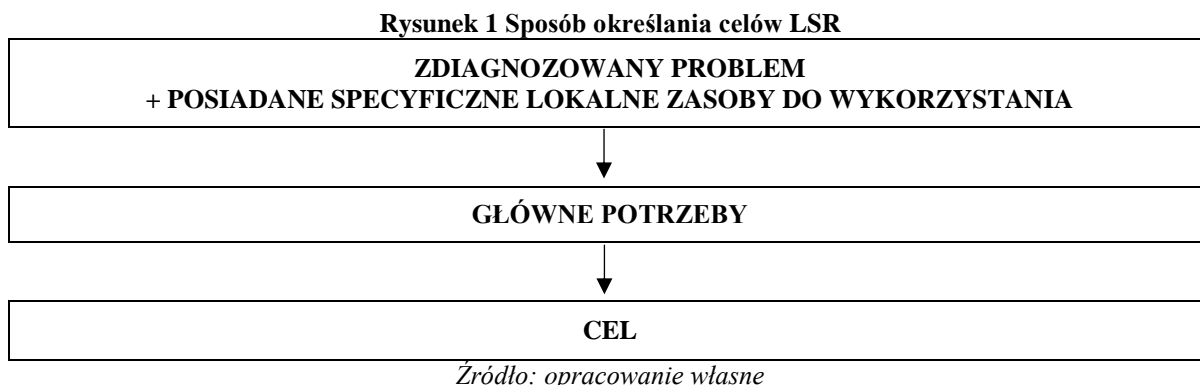 Rysunek 1 Sposób określania celów LSR
ZDIAGNOZOWANY PROBLEM
+ POSIADANE SPECYFICZNE LOKALNE ZASOBY DO WYKORZYSTANIA
GŁÓWNE POTRZEBY
CEL
Źródło: opracowanie własne